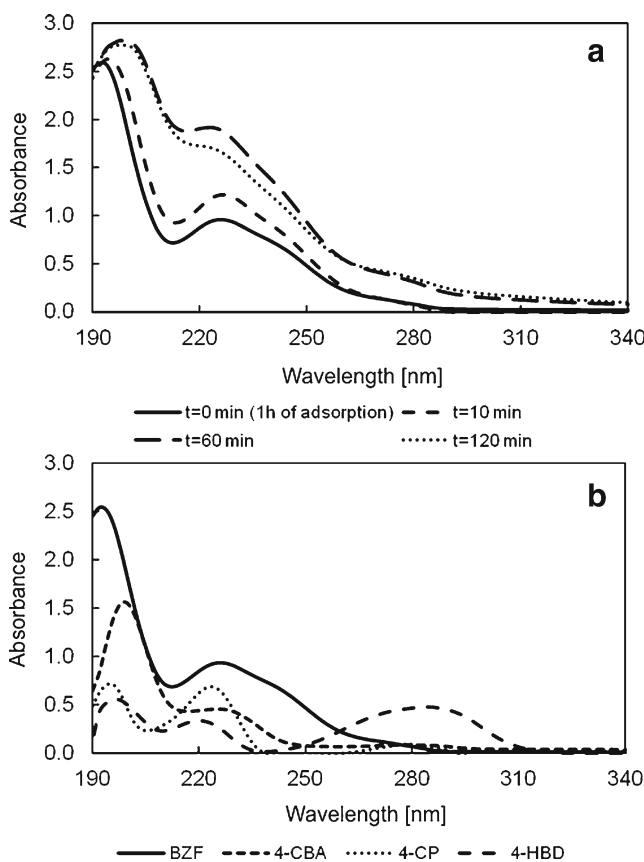 3.0
a
2.5
2.0
1.5
1.0
0.5
0.0
Absorbance
190 220 250 280 310 340
Wavelength [nm]
t=0 min (1h of adsorption) t=10 min
t=60 min t=120 min
3.0
b
2.5
2.0
1.5
1.0
0.5
0.0
Absorbance
190 220 250 280 310 340
Wavelength [nm]
BZF 4-CBA 4-CP 4-HBD